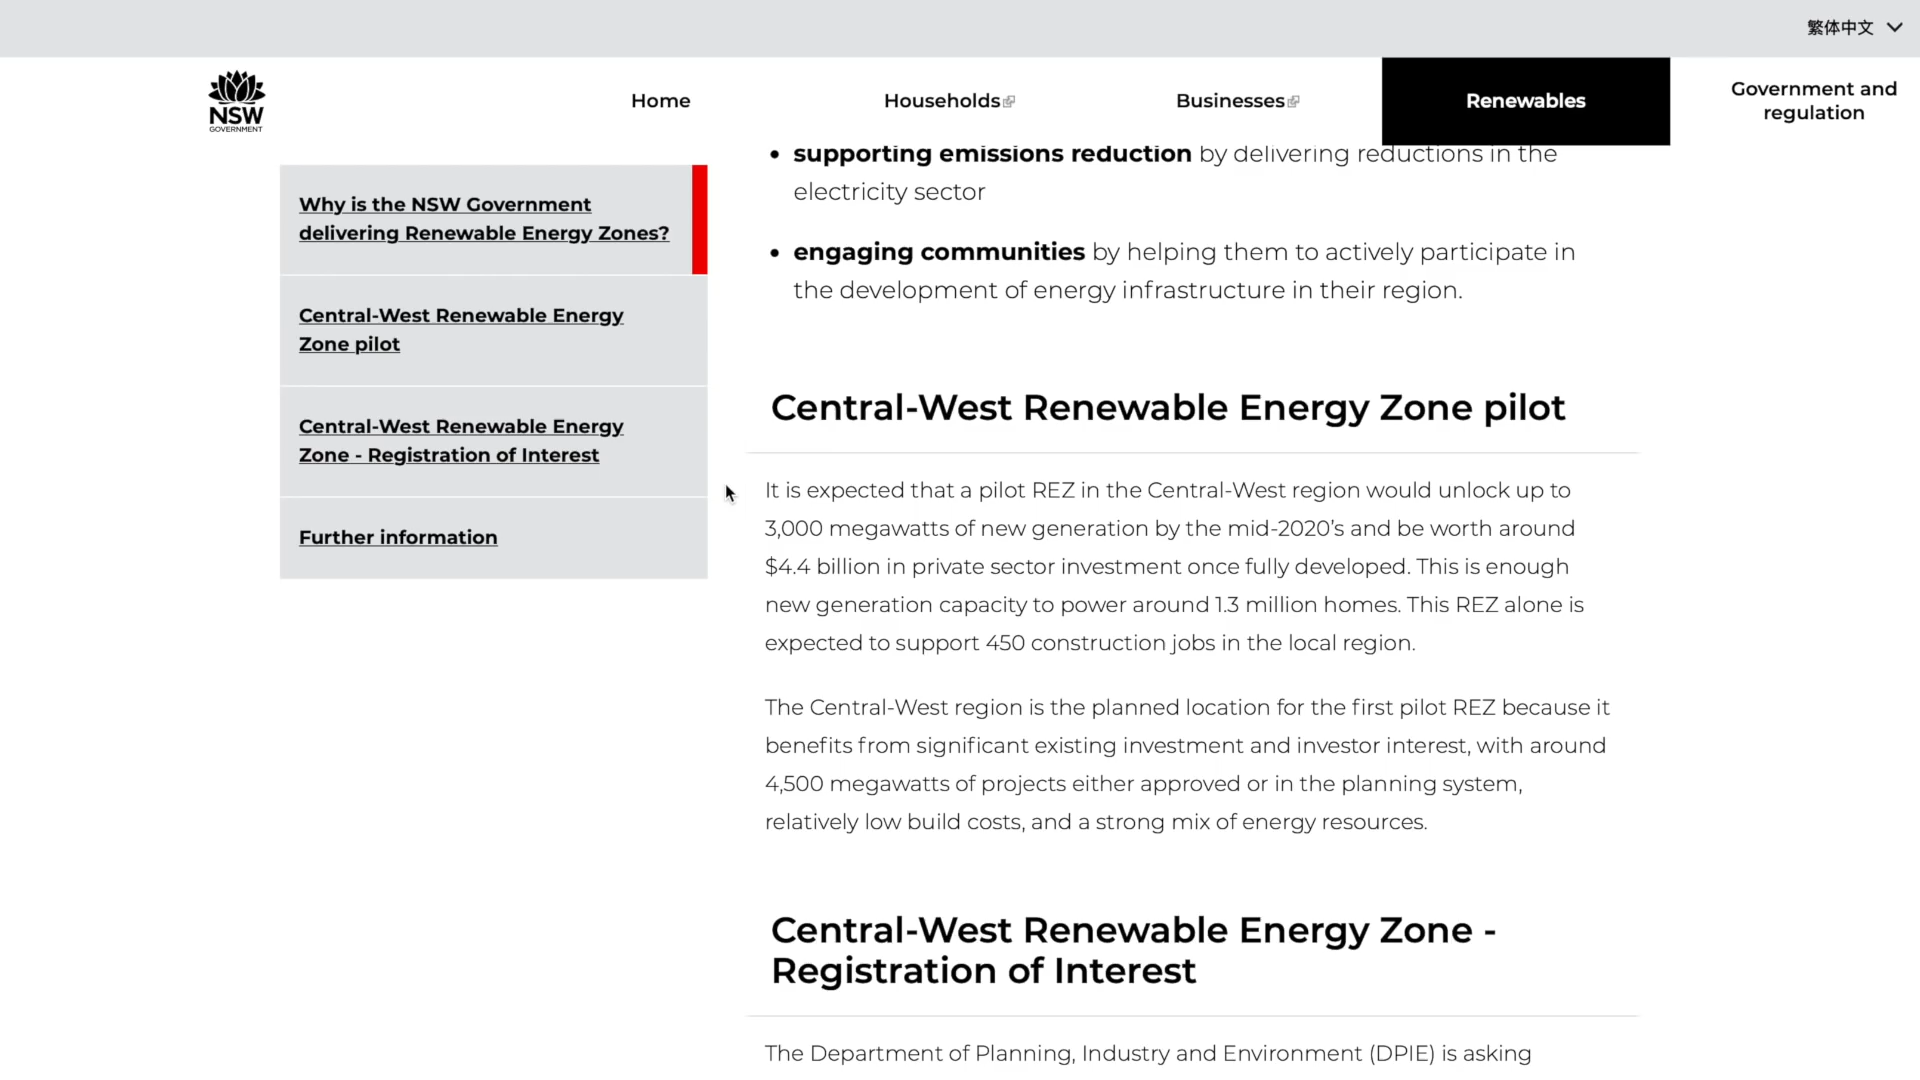 繁体中文
NSW
GOVERNMENT
Home
Households
Businesses
Renewables
Government and
regulation
Why is the NSW Government
delivering Renewable Energy Zones?
Central-West Renewable Energy
Zone pilot
Central-West Renewable Energy
Zone - Registration of Interest
Further information
• supporting emissions reduction by delivering reductions in the
electricity sector
• engaging communities by helping them to actively participate in
the development of energy infrastructure in their region.
Central-West Renewable Energy Zone pilot
It is expected that a pilot REZ in the Central-West region would unlock up to
3,000 megawatts of new generation by the mid-2020’s and be worth around
$4.4 billion in private sector investment once fully developed. This is enough
new generation capacity to power around 1.3 million homes. This REZ alone is
expected to support 450 construction jobs in the local region.
The Central-West region is the planned location for the first pilot REZ because it
benefits from significant existing investment and investor interest, with around
4,500 megawatts of projects either approved or in the planning system,
relatively low build costs, and a strong mix of energy resources.
Central-West Renewable Energy Zone -
Registration of Interest
The Department of Planning, Industry and Environment (DPIE) is asking